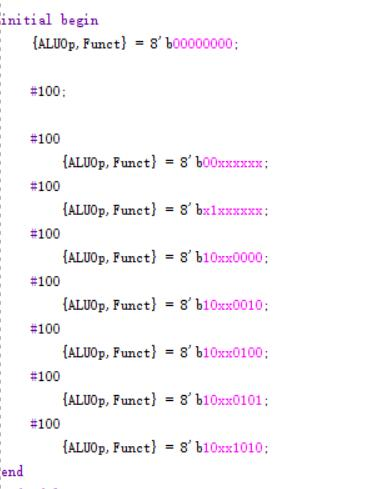 initial begin
{ALUOp, Funct} = 8'b00000000;
#100;
#100
{ALUOp, Funct} = 8'b00xxxxxx;
#100
{ALUOp, Funct} = 8'bx1xxxxxx;
#100
{ALUOp, Funct} = 8'b10xx0000;
#100
{ALUOp, Funct} = 8'b10xx0010;
#100
{ALUOp, Funct} = 8'b10xx0100;
#100
{ALUOp, Funct} = 8'b10xx0101;
#100
{ALUOp, Funct} = 8'b10xx1010;
end